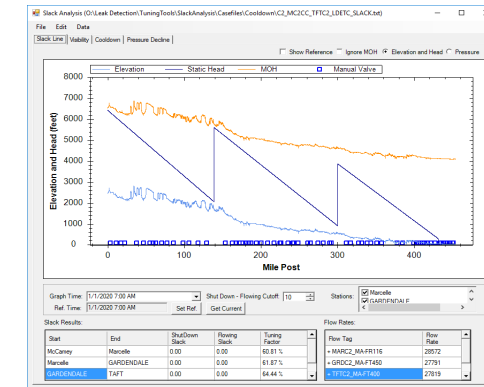 Slack Analysis (O:\Leak Detection\TuningTools\SlackAnalysis\Casefiles\Cooldown\C2_MC2CC_TFTC2_LDETC_SLACK.txt)
File Edit Data
Slack Line Visibility Cooldown Pressure Decline
Show Reference Ignore MOH Elevation and Head Pressure
Elevation Static Head MOH Manual Valve
8000
7000
6000
5000
4000
3000
2000
1000
0
Elevation and Head (feet)
0 100 200 300 400
Mile Post
Graph Time: 1/1/2020 7:00 AM Shut Down - Flowing Cutoff: 10 Stations: Marcelle
GARDENDALE
Ref. Time: 1/1/2020 7:00 AM Set Ref. Get Current
Slack Results: Flow Rates:
Start End ShutDown Slack Flowing Slack Tuning Factor Flow Tag Flow Rate
McCamey Marcelle 0.00 0.00 60.81 % + MARC2_MA-FR116 28572
Marcelle GARDENDALE 0.00 0.00 61.87 % + GRDC2_MA-FT450 27791
GARDENDALE TAFT 0.00 0.00 64.44 % + TFTC2_MA-FT400 27819